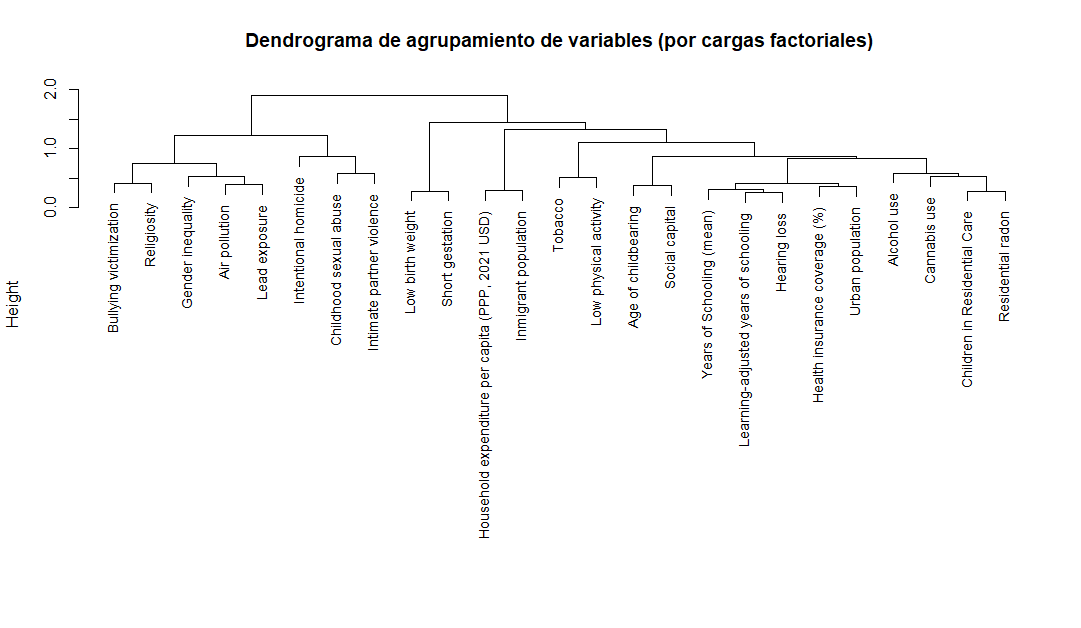 Dendrograma de agrupamiento de variables (por cargas factoriales)
Height
2.0
1.0
0.0
Bullying victimization
Religiosity
Gender inequality
Air pollution
Lead exposure
Intentional homicide
Childhood sexual abuse
Intimate partner violence
Low birth weight
Short gestation
Household expenditure per capita (PPP, 2021 USD)
Inmigrant population
Tobacco
Low physical activity
Age of childbearing
Social capital
Years of Schooling (mean)
Learning-adjusted years of schooling
Hearing loss
Health insurance coverage (%)
Urban population
Alcohol use
Cannabis use
Children in Residential Care
Residential radon